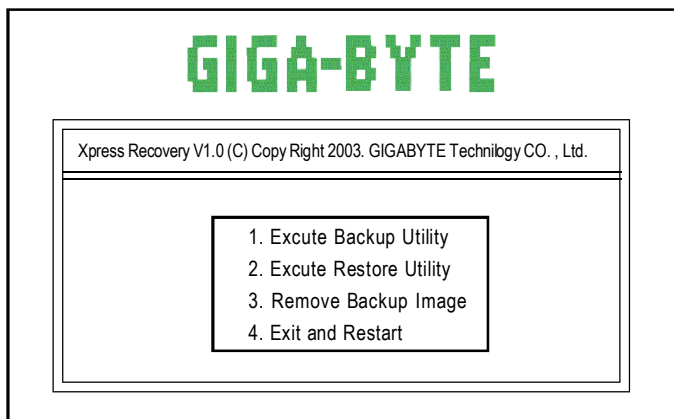 GIGA-BYTE
Xpress Recovery V1.0 (C) Copy Right 2003. GIGABYTE Technilogy CO. , Ltd.
1. Excute Backup Utility
2. Excute Restore Utility
3. Remove Backup Image
4. Exit and Restart